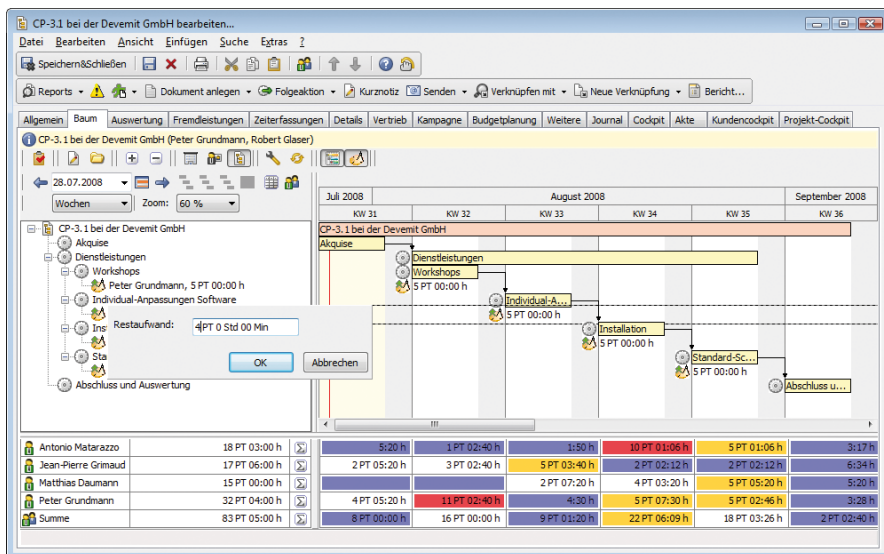 CP-3.1 bei der Devemit GmbH bearbeiten...
Datei Bearbeiten Ansicht Einfügen Suche Extras ?
Speichern&Schließen
Reports Dokument anlegen Folgeaktion Kurznotiz Senden Verknüpfen mit Neue Verknüpfung Bericht...
Allgemein Baum Auswertung Fremdleistungen Zeiterfassungen Details Vertrieb Kampagne Budgetplanung Weitere Journal Cockpit Akte Kundencockpit Projekt-Cockpit
CP-3.1 bei der Devemit GmbH (Peter Grundmann, Robert Glaser)
28.07.2008
Wochen Zoom: 60 %
Juli 2008 August 2008 September 2008
KW 31 KW 32 KW 33 KW 34 KW 35 KW 36
CP-3.1 bei der Devemit GmbH CP-3.1 bei der Devemit GmbH
Akquise Akquise
Dienstleistungen Dienstleistungen
Workshops Workshops
Peter Grundmann, 5 PT 00:00 h 5 PT 00:00 h
Individual-Anpassungen Software Individual-A...
5 PT 00:00 h
Ins Installation
5 PT 00:00 h
Sta Standard-Sc...
5 PT 00:00 h
Abschluss und Auswertung Abschluss u...
Restaufwand: 4 PT 0 Std 00 Min
OK Abbrechen
Antonio Matarazzo 18 PT 03:00 h Σ 5:20 h 1 PT 02:40 h 1:50 h 10 PT 01:06 h 5 PT 01:06 h 3:17 h
Jean-Pierre Grimaud 17 PT 06:00 h Σ 2 PT 05:20 h 3 PT 02:40 h 5 PT 03:40 h 2 PT 02:12 h 2 PT 02:12 h 6:34 h
Matthias Daumann 15 PT 00:00 h Σ 2 PT 07:20 h 4 PT 03:20 h 5 PT 05:20 h 5:20 h
Peter Grundmann 32 PT 04:00 h Σ 4 PT 05:20 h 11 PT 02:40 h 4:30 h 5 PT 07:30 h 5 PT 02:46 h 3:28 h
Summe 83 PT 05:00 h Σ 8 PT 00:00 h 16 PT 00:00 h 9 PT 01:20 h 22 PT 06:09 h 18 PT 03:26 h 2 PT 02:40 h